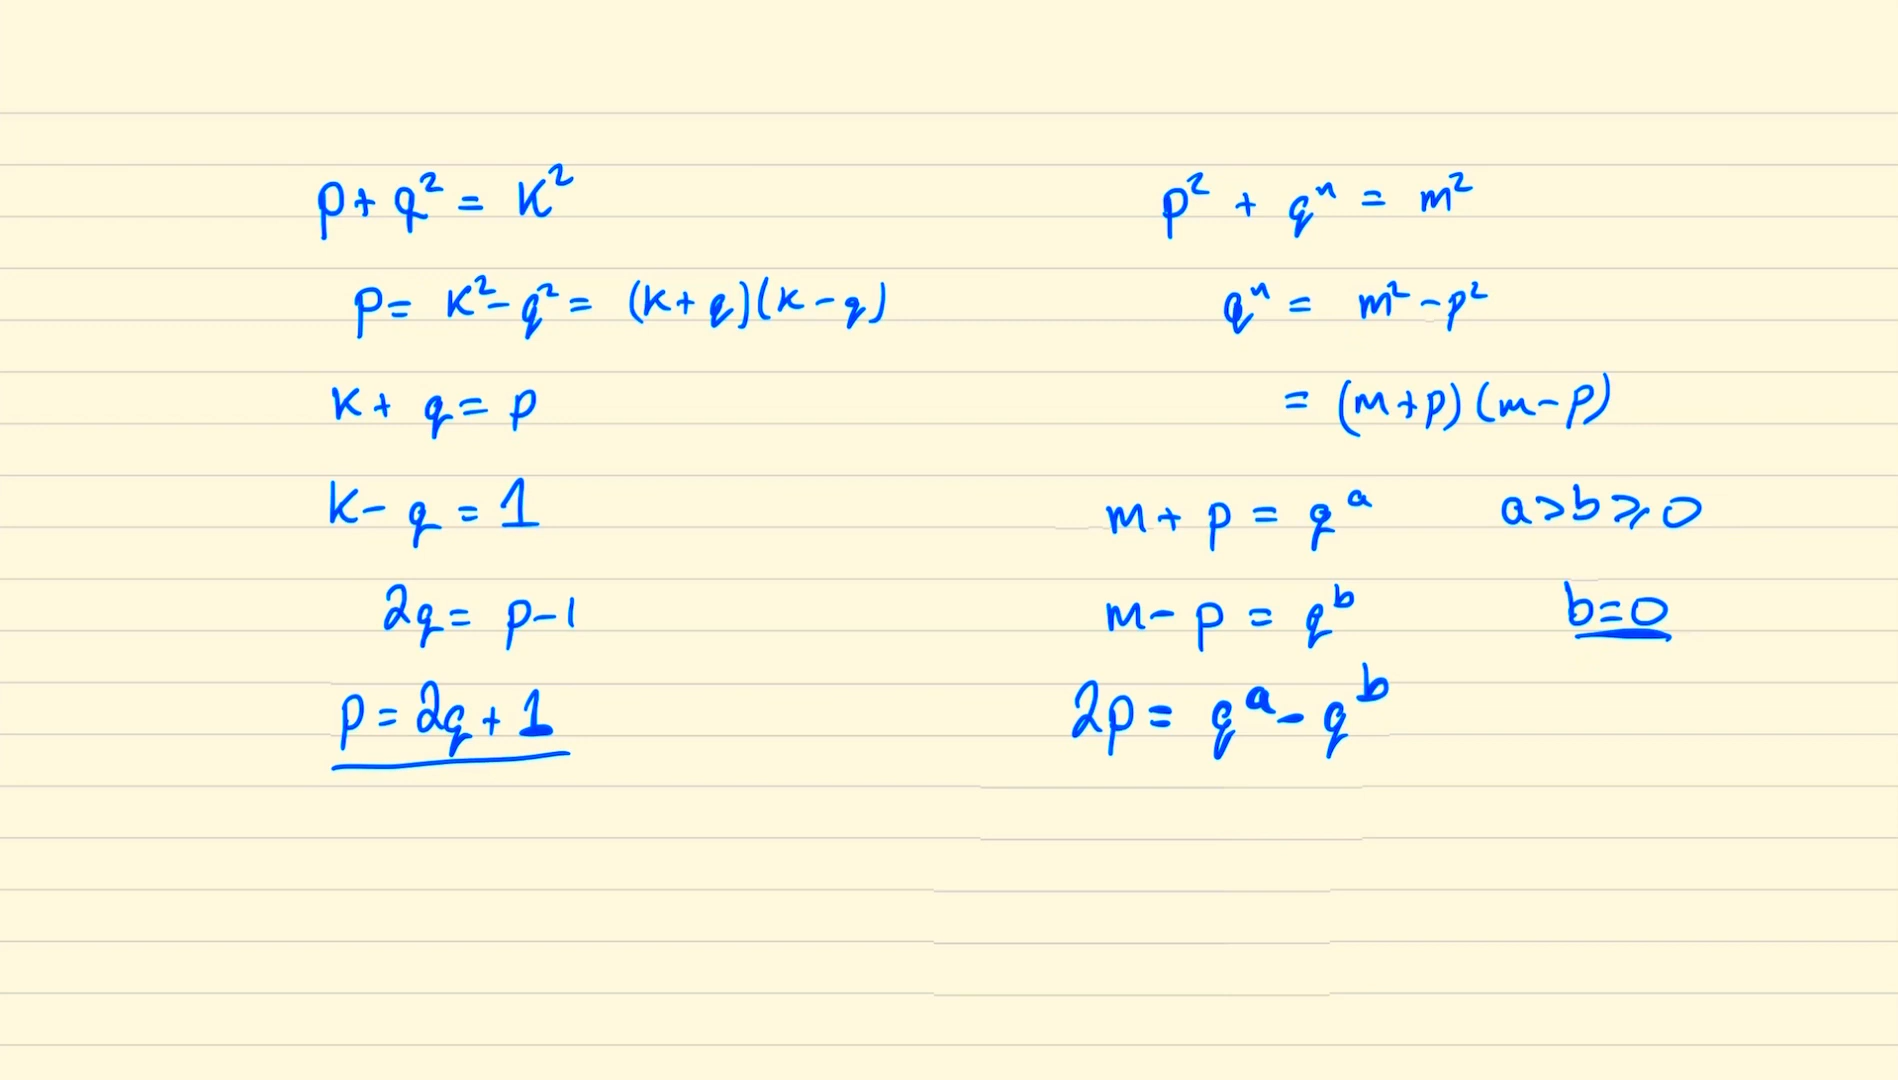 p + q² = k²
p = k² - q² = (k + q)(k - q)
k + q = p
k - q = 1
2q = p - 1
p = 2q + 1
p² + qⁿ = m²
qⁿ = m² - p²
= (m + p)(m - p)
m + p = qᵃ a > b ⩾ 0
m - p = qᵇ b = 0
2p = qᵃ - qᵇ